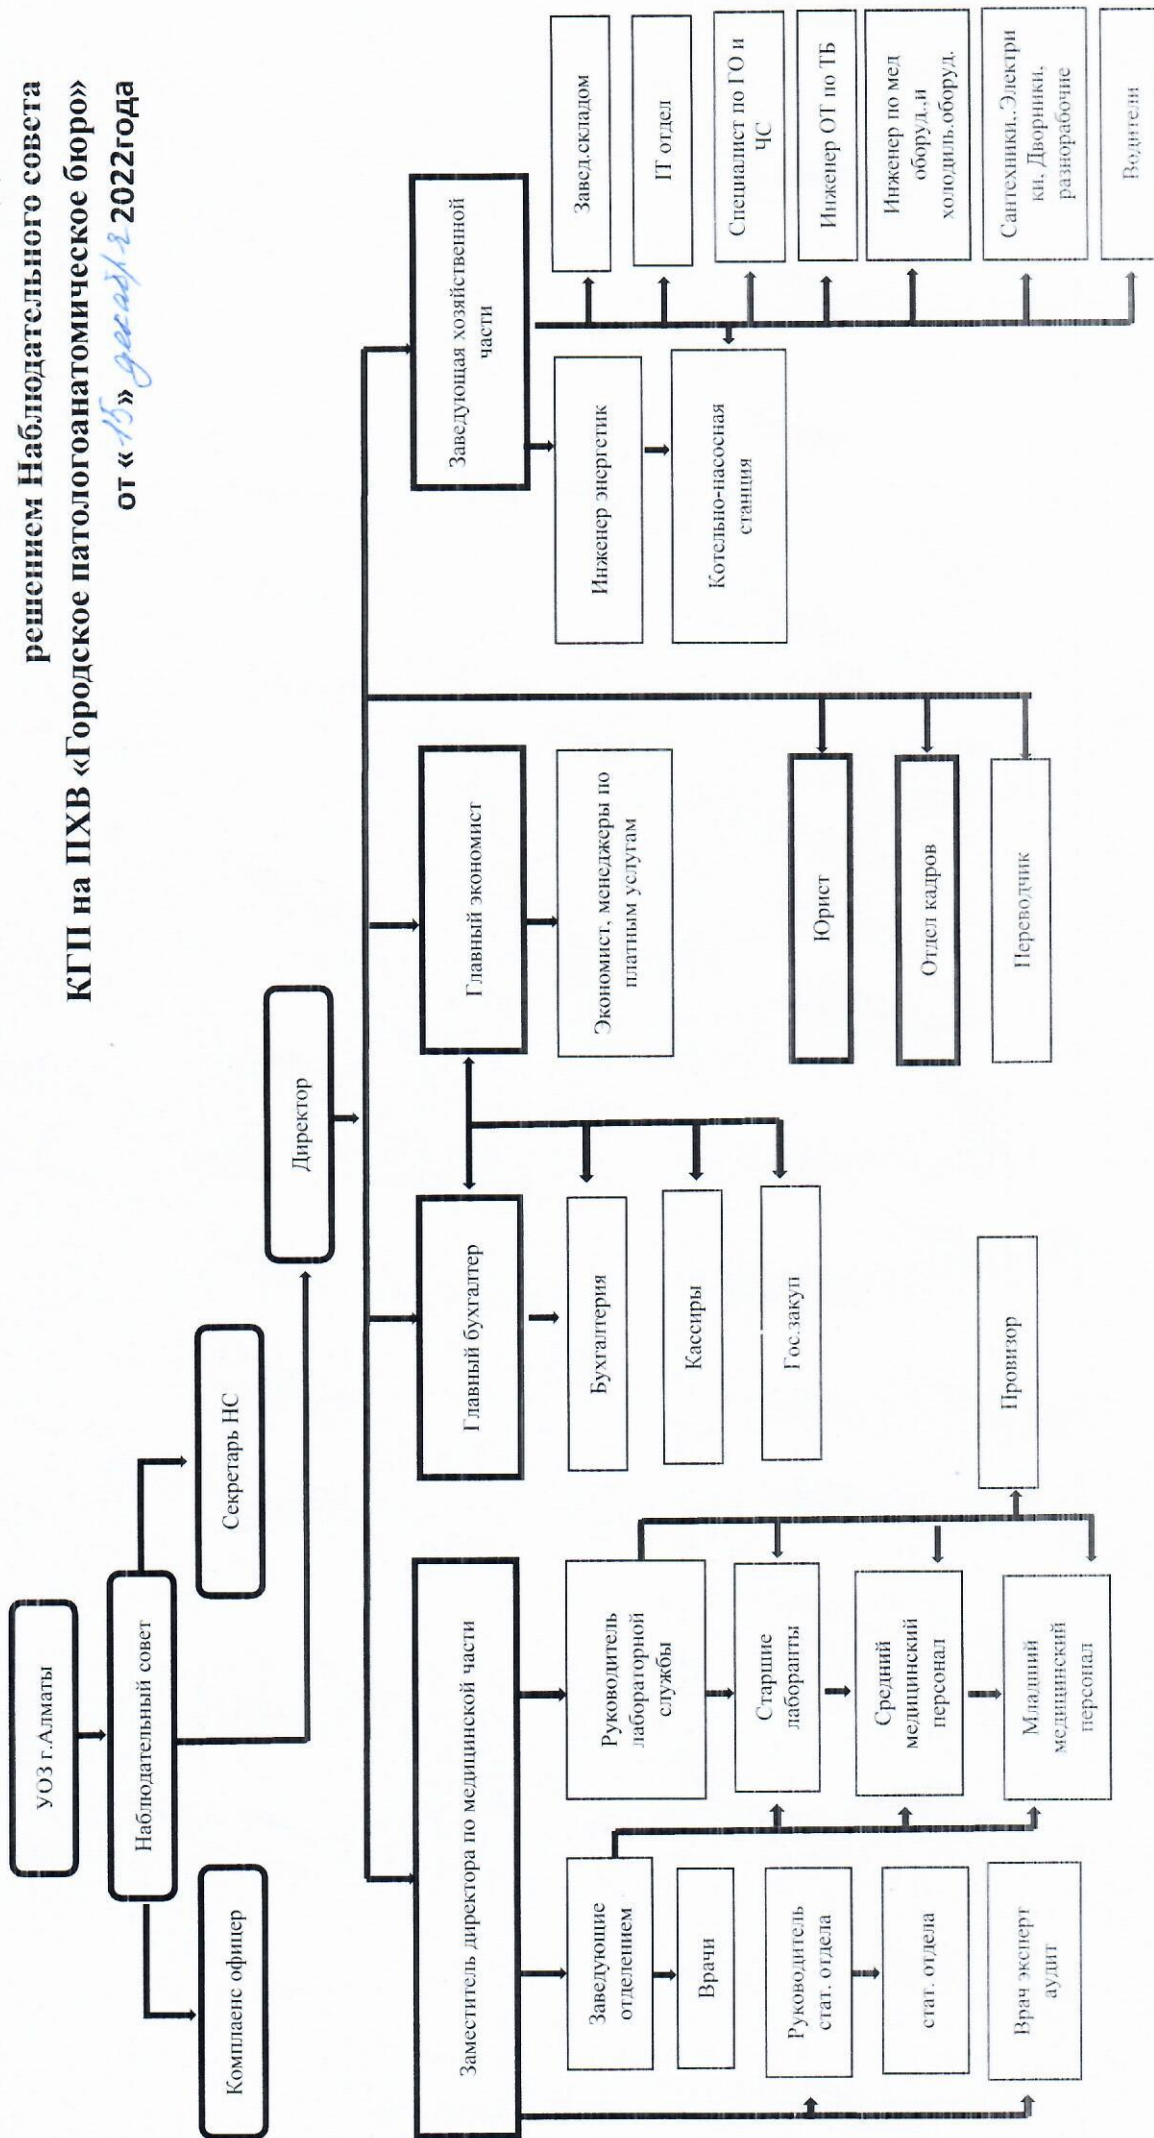 решением Наблюдательного совета
КГП на ПХВ «Городское патологоанатомическое бюро»
от «15» декабря 2022года
УОЗ г.Алматы
Наблюдательный совет
Комплаенс офицер
Секретарь НС
Директор
Заместитель директора по медицинской части
Главный бухгалтер
Главный экономист
Заведующая хозяйственной
части
Заведующие
отделением
Врачи
Руководитель
стат. отдела
стат. отдела
Врач эксперт
аудит
Руководитель
лабораторной
службы
Старшие
лаборанты
Средний
медицинский
персонал
Младший
медицинский
персонал
Провизор
Бухгалтерия
Кассиры
Гос.закуп
Экономист, менеджеры по
платным услугам
Юрист
Отдел кадров
Переводчик
Инженер энергетик
Котельно-насосная
станция
Завед.складом
IT отдел
Специалист по ГО и
ЧС
Инженер ОТ по ТБ
Инженер по мед
оборуд.,и
холодиль.оборуд.
Сантехники,.Электри
ки, Дворники,
разнорабочие
Водители